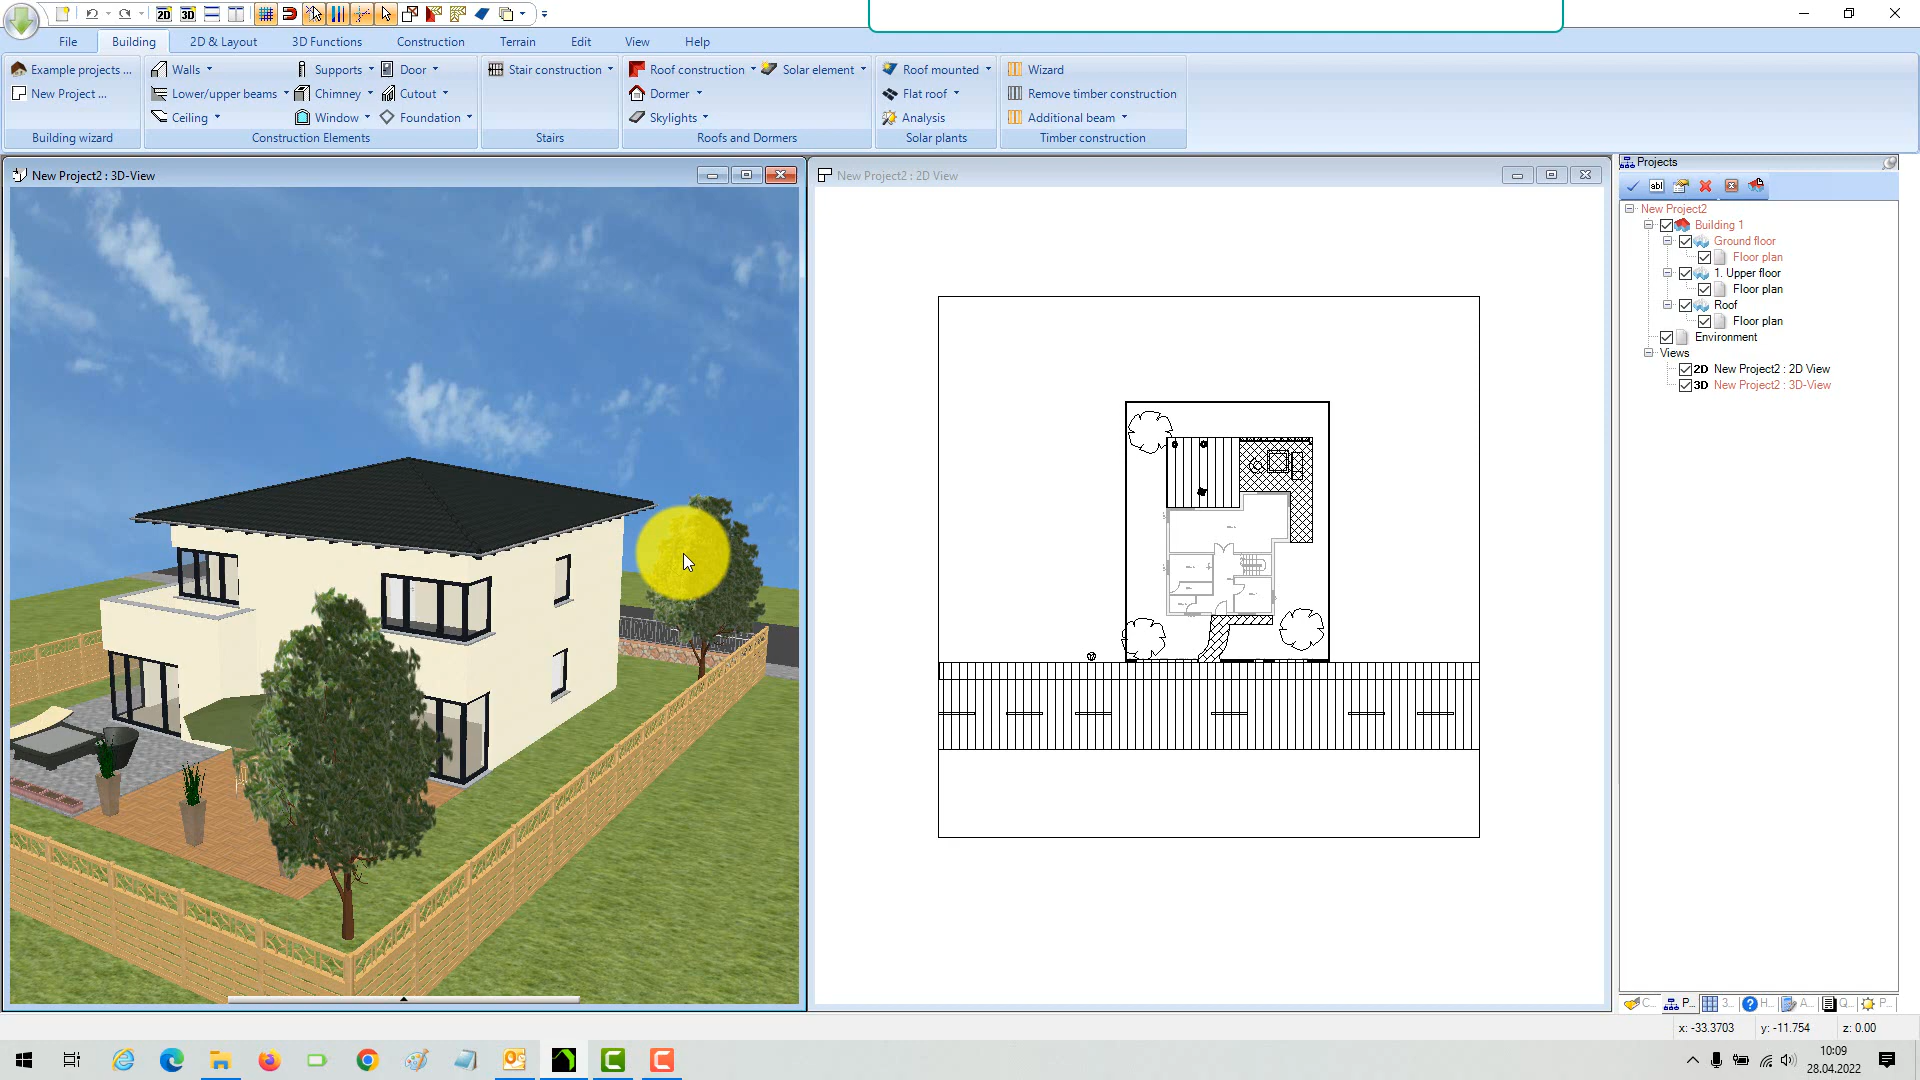 2D 3D
File Building 2D & Layout 3D Functions Construction Terrain Edit View Help
Example projects ... Walls Supports Door Stair construction Roof construction Solar element Roof mounted Wizard
New Project ... Lower/upper beams Chimney Cutout Dormer Flat roof Remove timber construction
Ceiling Window Foundation Skylights Analysis Additional beam
Building wizard Construction Elements Stairs Roofs and Dormers Solar plants Timber construction
New Project2 : 3D-View
New Project2 : 2D View
Projects
abl
New Project2
Building 1
Ground floor
Floor plan
1. Upper floor
Floor plan
Roof
Floor plan
Environment
Views
2D New Project2 : 2D View
3D New Project2 : 3D-View
C... P... 3... H... A... Q... P...
x: -33.3703 y: -11.754 z: 0.00
10:09
28.04.2022